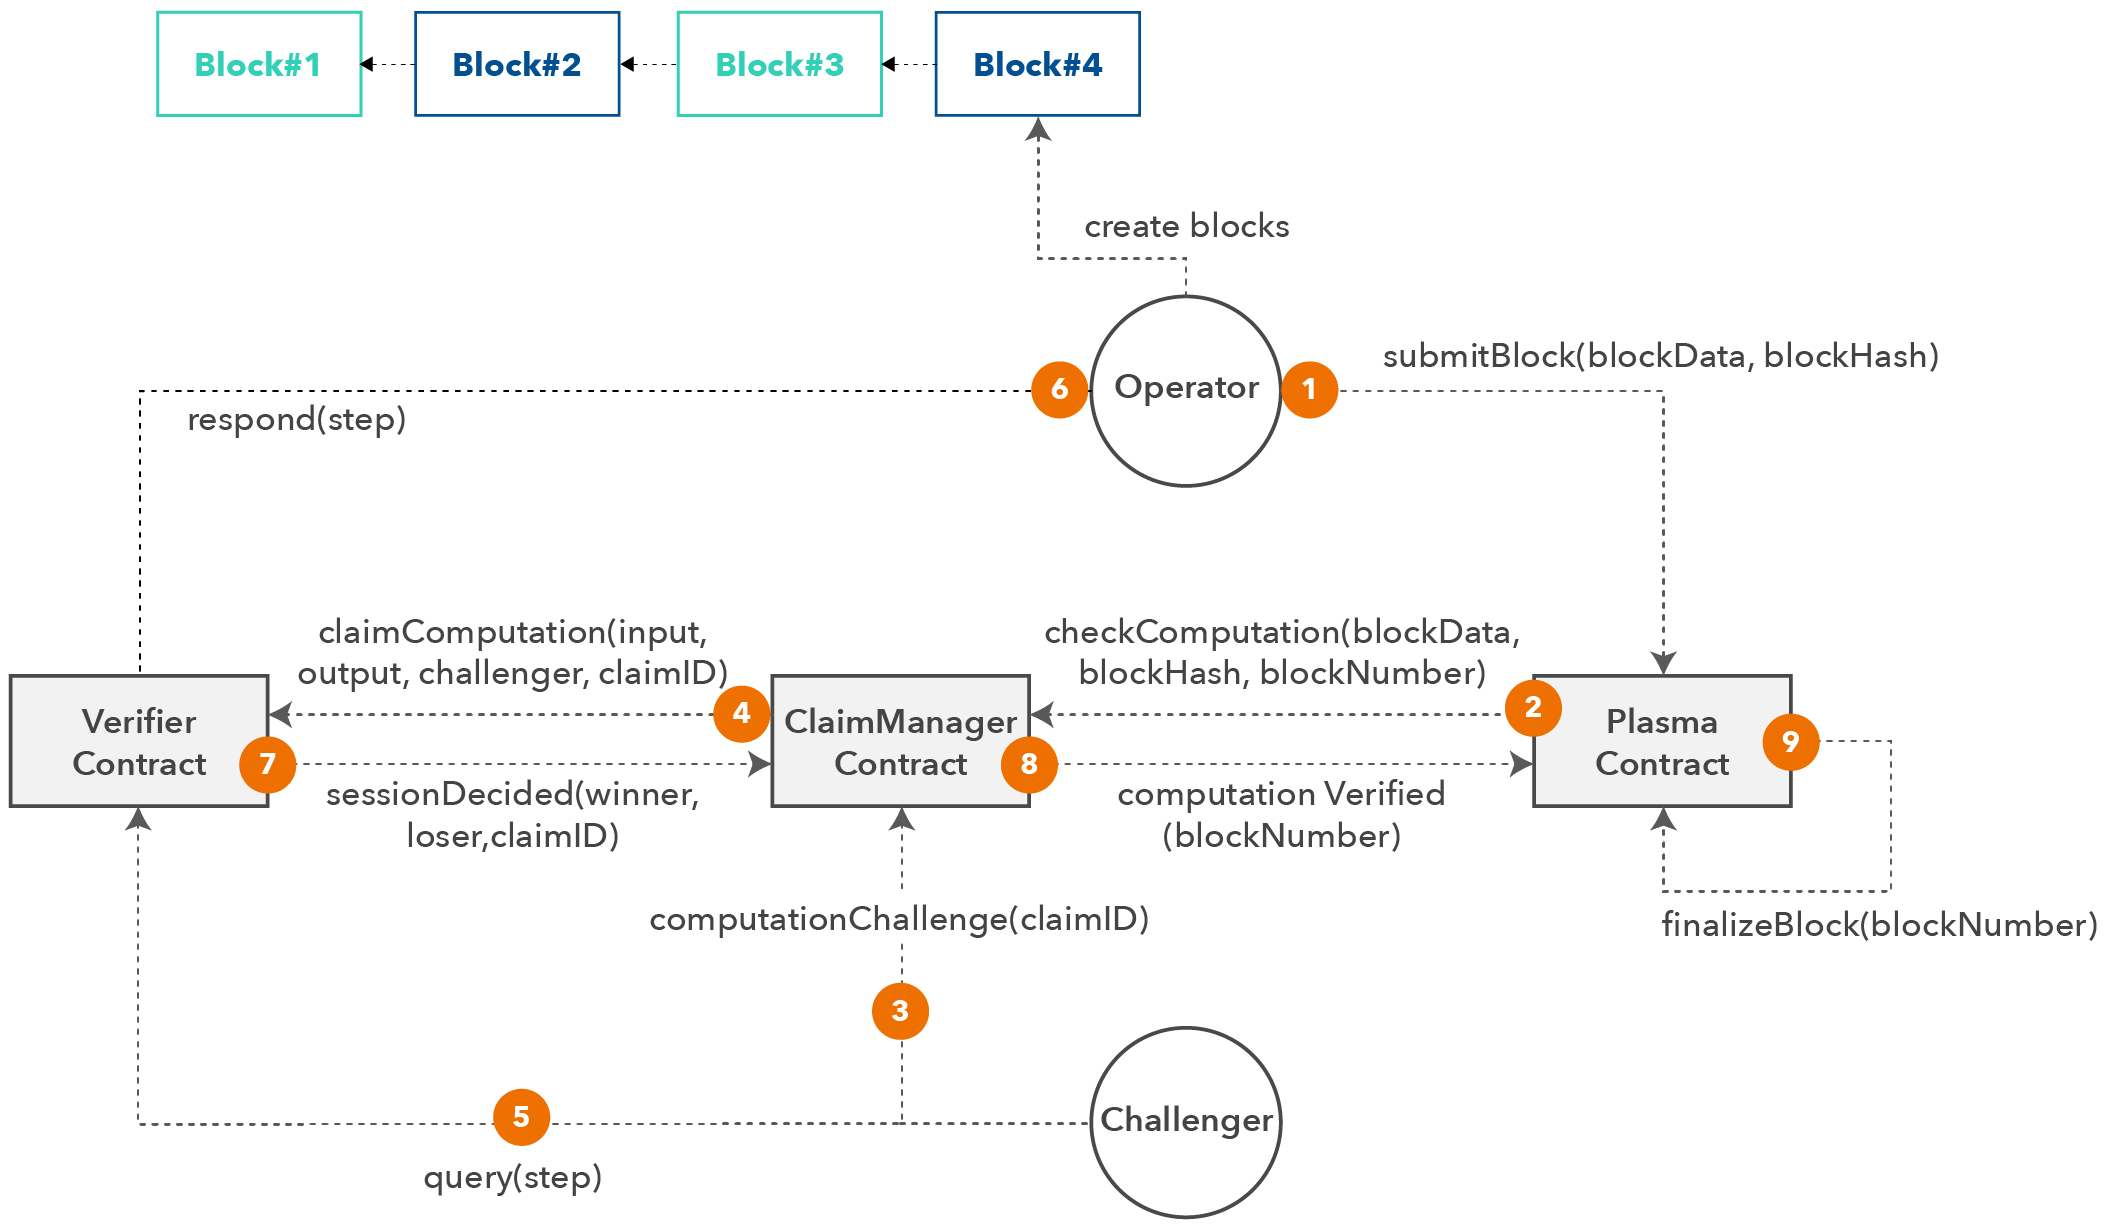 Block#1
Block#2
Block#3
Block#4
create blocks
submitBlock(blockData, blockHash)
6
Operator
1
respond(step)
claimComputation(input,
output, challenger, claimID)
checkComputation(blockData,
blockHash, blockNumber)
Verifier
Contract
4
7
ClaimManager
Contract
2
8
Plasma
Contract
9
sessionDecided(winner,
loser,claimID)
computation Verified
(blockNumber)
computationChallenge(claimID)
finalizeBlock(blockNumber)
3
5
Challenger
query(step)